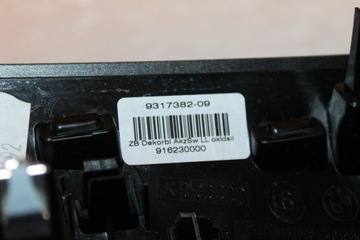 9317382-09
ZB Dekorbl AkzSw LL oxidsil
916230000